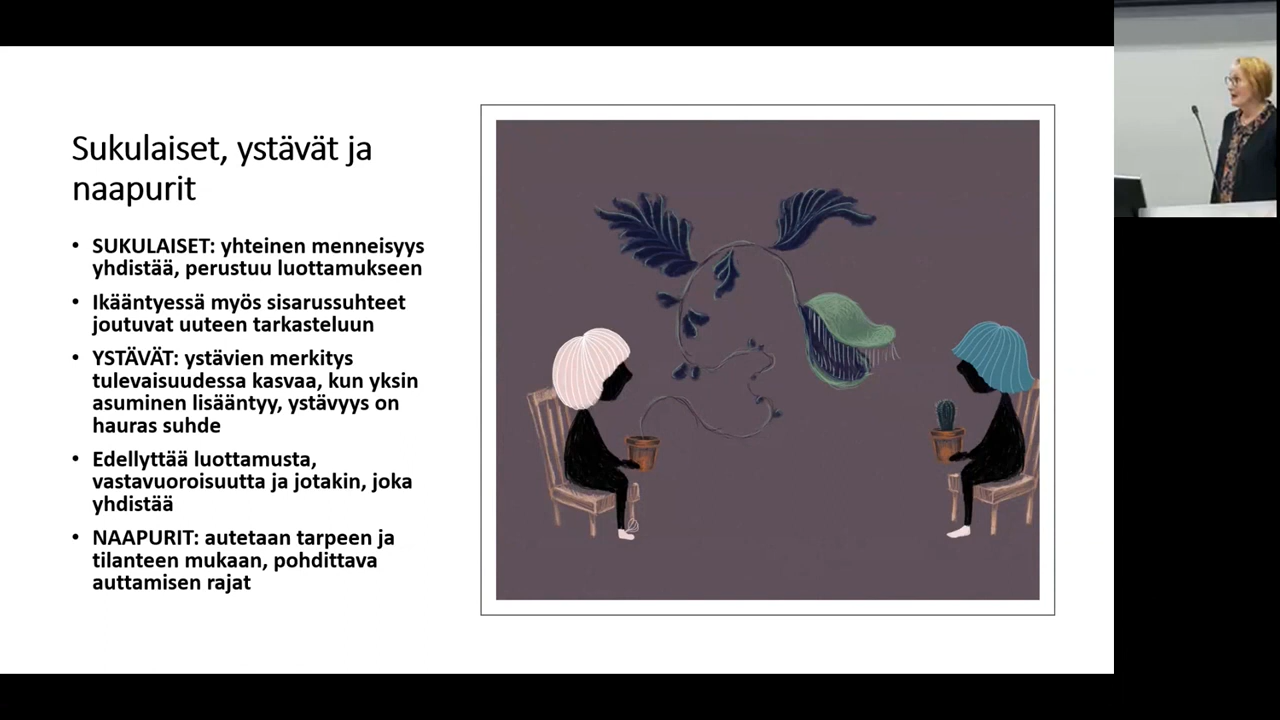 Sukulaiset, ystävät ja
naapurit
• SUKULAISET: yhteinen menneisyys
yhdistää, perustuu luottamukseen
• Ikääntyessä myös sisarussuhteet
joutuvat uuteen tarkasteluun
• YSTÄVÄT: ystävien merkitys
tulevaisuudessa kasvaa, kun yksin
asuminen lisääntyy, ystävyys on
hauras suhde
• Edellyttää luottamusta,
vastavuoroisuutta ja jotakin, joka
yhdistää
• NAAPURIT: autetaan tarpeen ja
tilanteen mukaan, pohdittava
auttamisen rajat